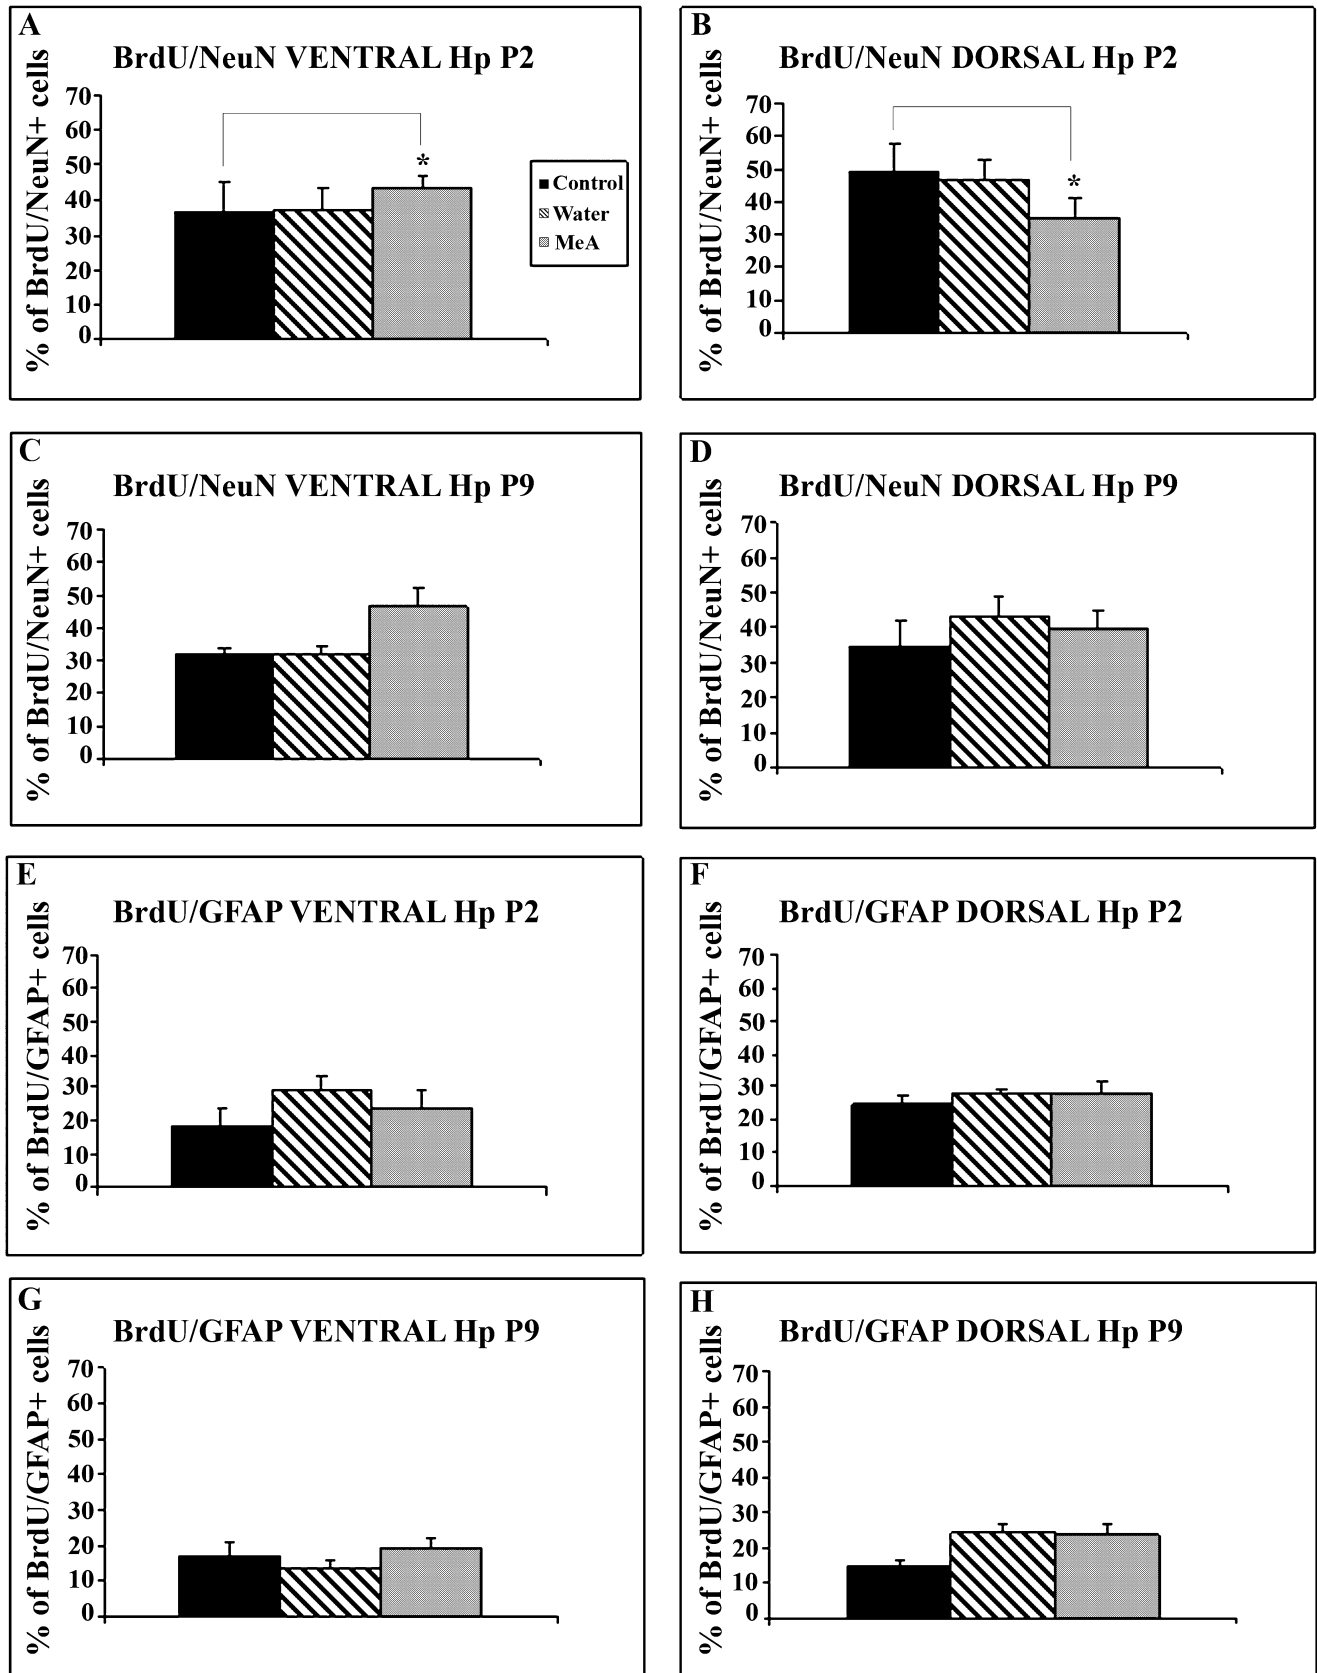 A
BrdU/NeuN VENTRAL Hp P2
% of BrdU/NeuN+ cells
70
60
50
40
30
20
10
0
*
Control
Water
MeA
B
BrdU/NeuN DORSAL Hp P2
% of BrdU/NeuN+ cells
70
60
50
40
30
20
10
0
*
C
BrdU/NeuN VENTRAL Hp P9
% of BrdU/NeuN+ cells
70
60
50
40
30
20
10
0
D
BrdU/NeuN DORSAL Hp P9
% of BrdU/NeuN+ cells
70
60
50
40
30
20
10
0
E
BrdU/GFAP VENTRAL Hp P2
% of BrdU/GFAP+ cells
70
60
50
40
30
20
10
0
F
BrdU/GFAP DORSAL Hp P2
% of BrdU/GFAP+ cells
70
60
50
40
30
20
10
0
G
BrdU/GFAP VENTRAL Hp P9
% of BrdU/GFAP+ cells
70
60
50
40
30
20
10
0
H
BrdU/GFAP DORSAL Hp P9
% of BrdU/GFAP+ cells
70
60
50
40
30
20
10
0